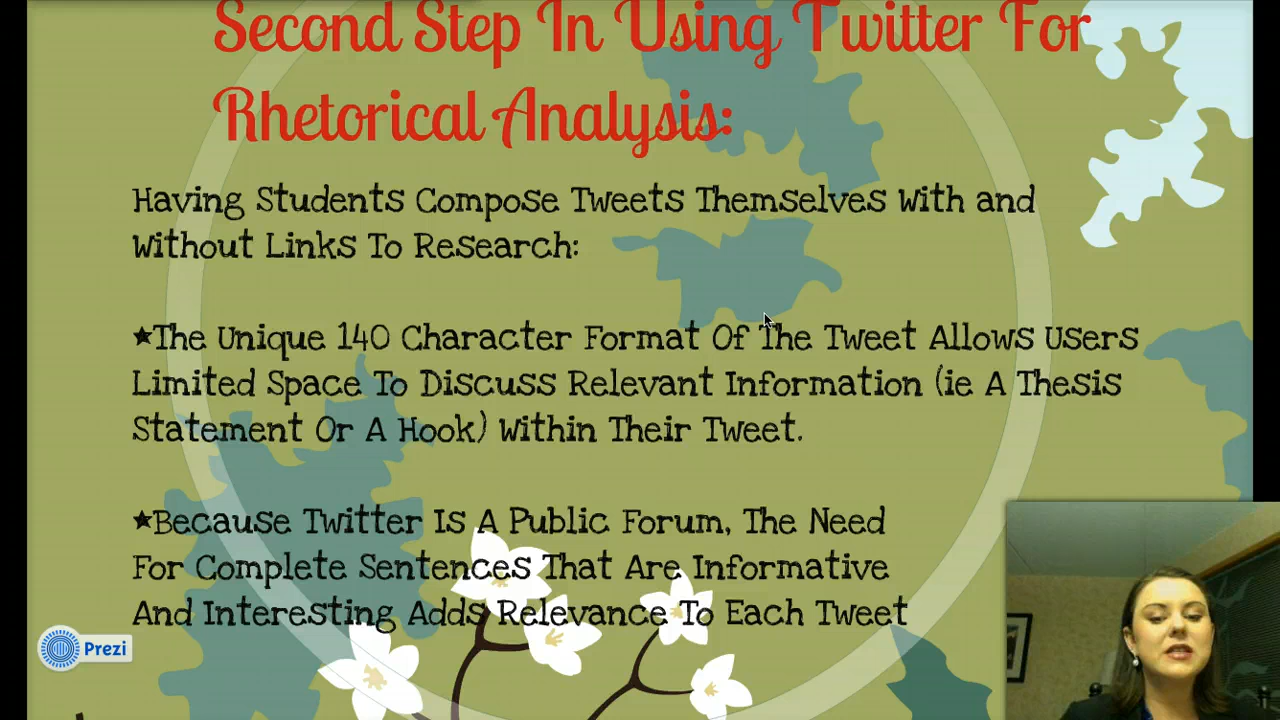 Second Step In Using Twitter For
Rhetorical Analysis:
Having Students Compose Tweets Themselves With and
Without Links To Research:
★The Unique 140 Character Format Of The Tweet Allows Users
Limited Space To Discuss Relevant Information (ie A Thesis
Statement Or A Hook) Within Their Tweet.
★Because Twitter Is A Public Forum, The Need
For Complete Sentences That Are Informative
And Interesting Adds Relevance To Each Tweet
Prezi